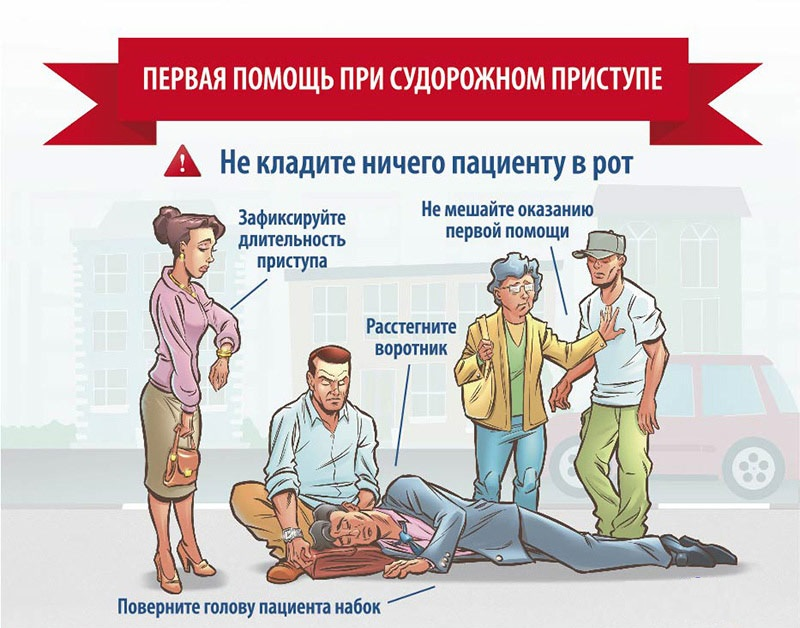 ПЕРВАЯ ПОМОЩЬ ПРИ СУДОРОЖНОМ ПРИСТУПЕ
! Не кладите ничего пациенту в рот
Зафиксируйте
длительность
приступа
Не мешайте оказанию
первой помощи
Расстегните
воротник
Поверните голову пациента набок